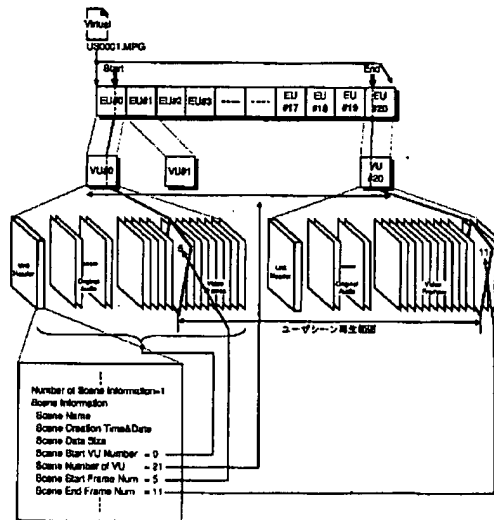 Virtual
US0001.MPG
Start
End
EU#0 EU#1 EU#2 EU#3 ---- ---- EU #17 EU #18 EU #19 EU #20
VU#0
VU#1
VU #20
Unit Header
Original Audio
Video Frames
5
Unit Header
Original Audio
Video Frames
11
ユーザシーン再生範囲
Number of Scene Information=1
Scene Information
Scene Name
Scene Creation Time&Date
Scene Data Size
Scene Start VU Number = 0
Scene Number of VU = 21
Scene Start Frame Num = 5
Scene End Frame Num = 11